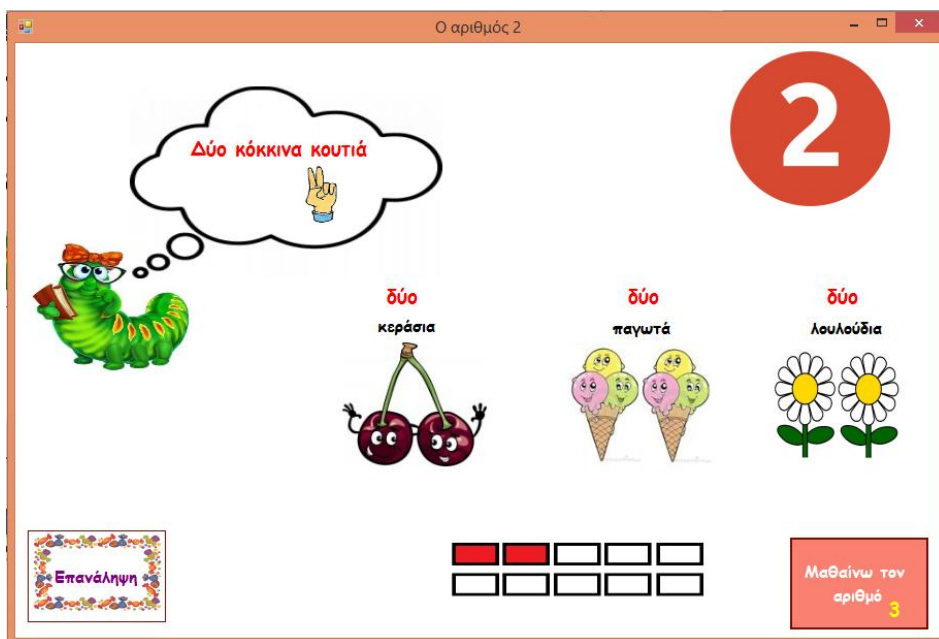 Ο αριθμός 2
2
Δύο κόκκινα κουτιά
δύο
κεράσια
δύο
παγωτά
δύο
λουλούδια
Επανάληψη
Μαθαίνω τον
αριθμό
3